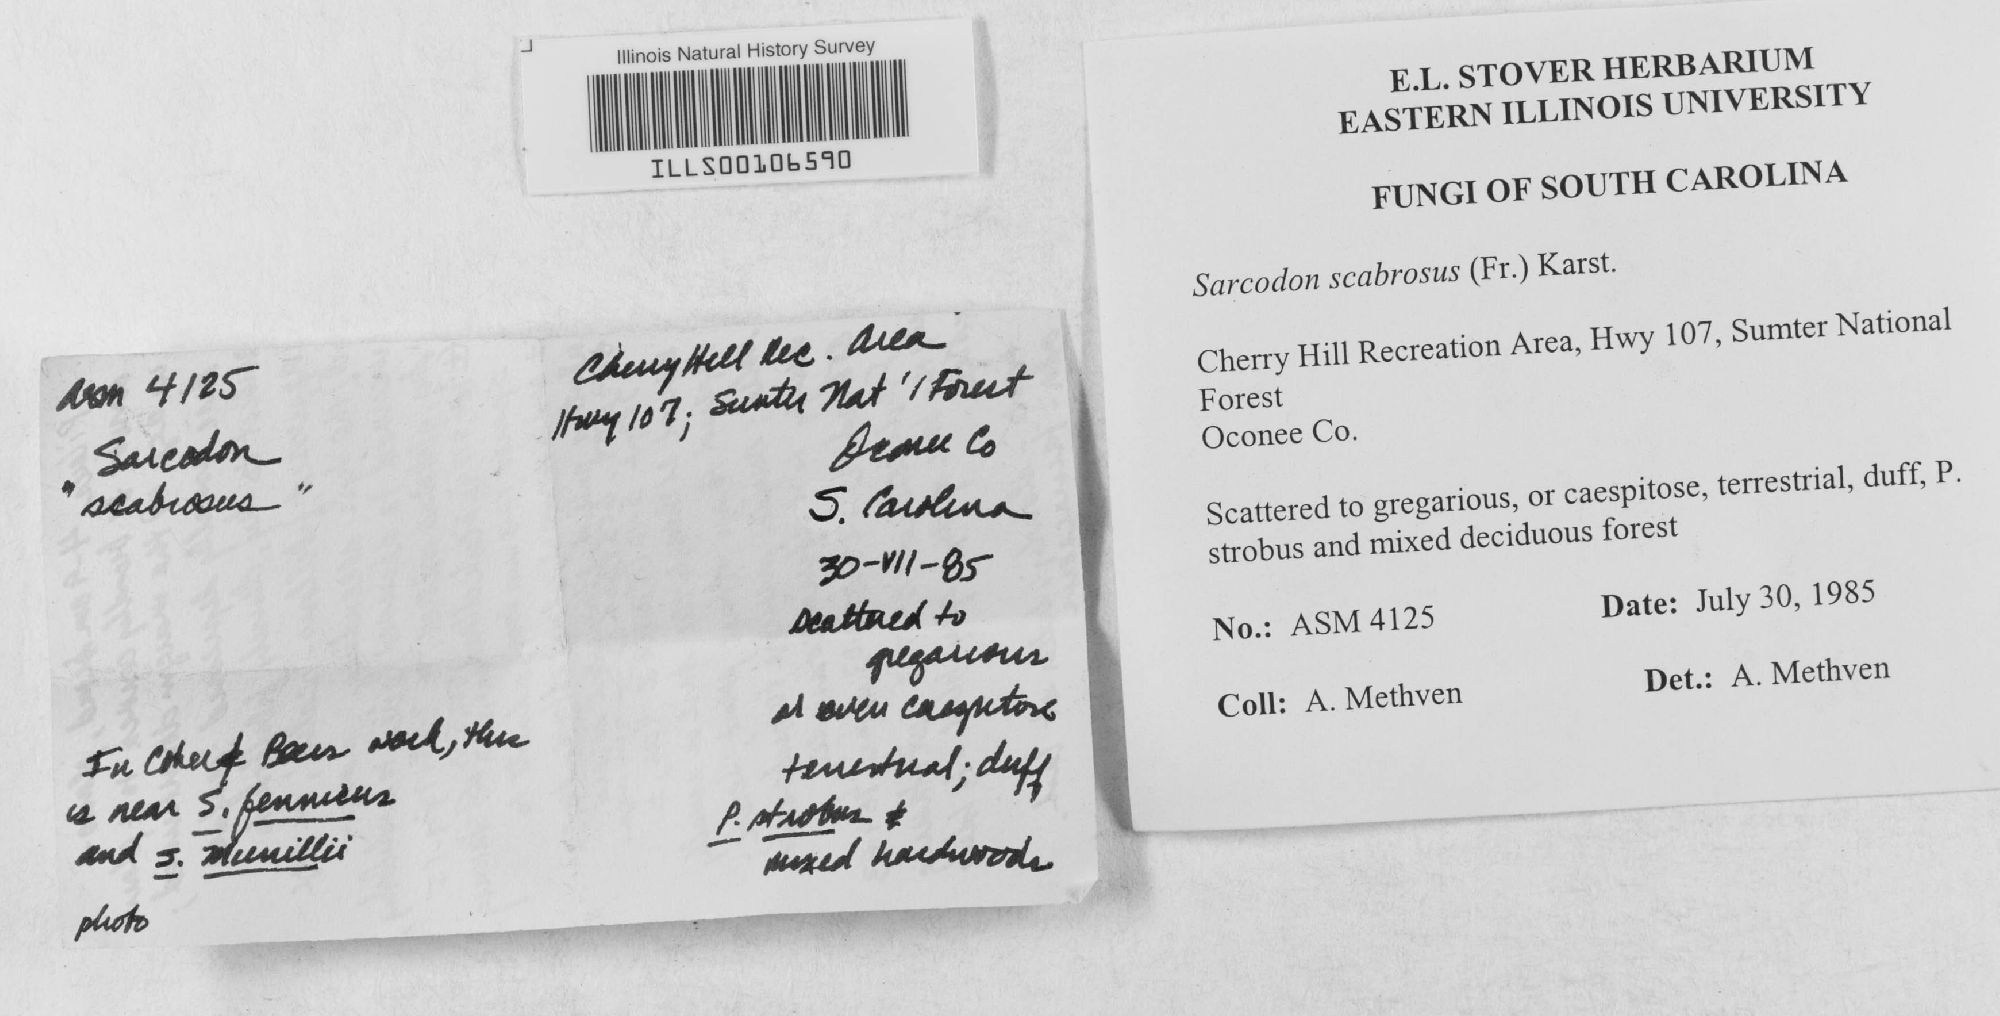 Illinois Natural History Survey
ILLS00106590
E.L. STOVER HERBARIUM
EASTERN ILLINOIS UNIVERSITY
FUNGI OF SOUTH CAROLINA
Sarcodon scabrosus (Fr.) Karst.
Cherry Hill Recreation Area, Hwy 107, Sumter National
Forest
Oconee Co.
Scattered to gregarious, or caespitose, terrestrial, duff, P.
strobus and mixed deciduous forest
No.: ASM 4125 Date: July 30, 1985
Coll: A. Methven Det.: A. Methven
asm 4125
"Sarcodon
scabrosus"
In Coker & Beers work, this
is near S. fennicus
and S. Murrillii
photo
Cherry Hill Rec. Area
Hwy 107; Sumter Nat'l Forest
Oconee Co
S. Carolina
30-VII-85
scattered to
gregarious
or even caespitose
terrestrial; duff
P. strobus &
mixed hardwoods